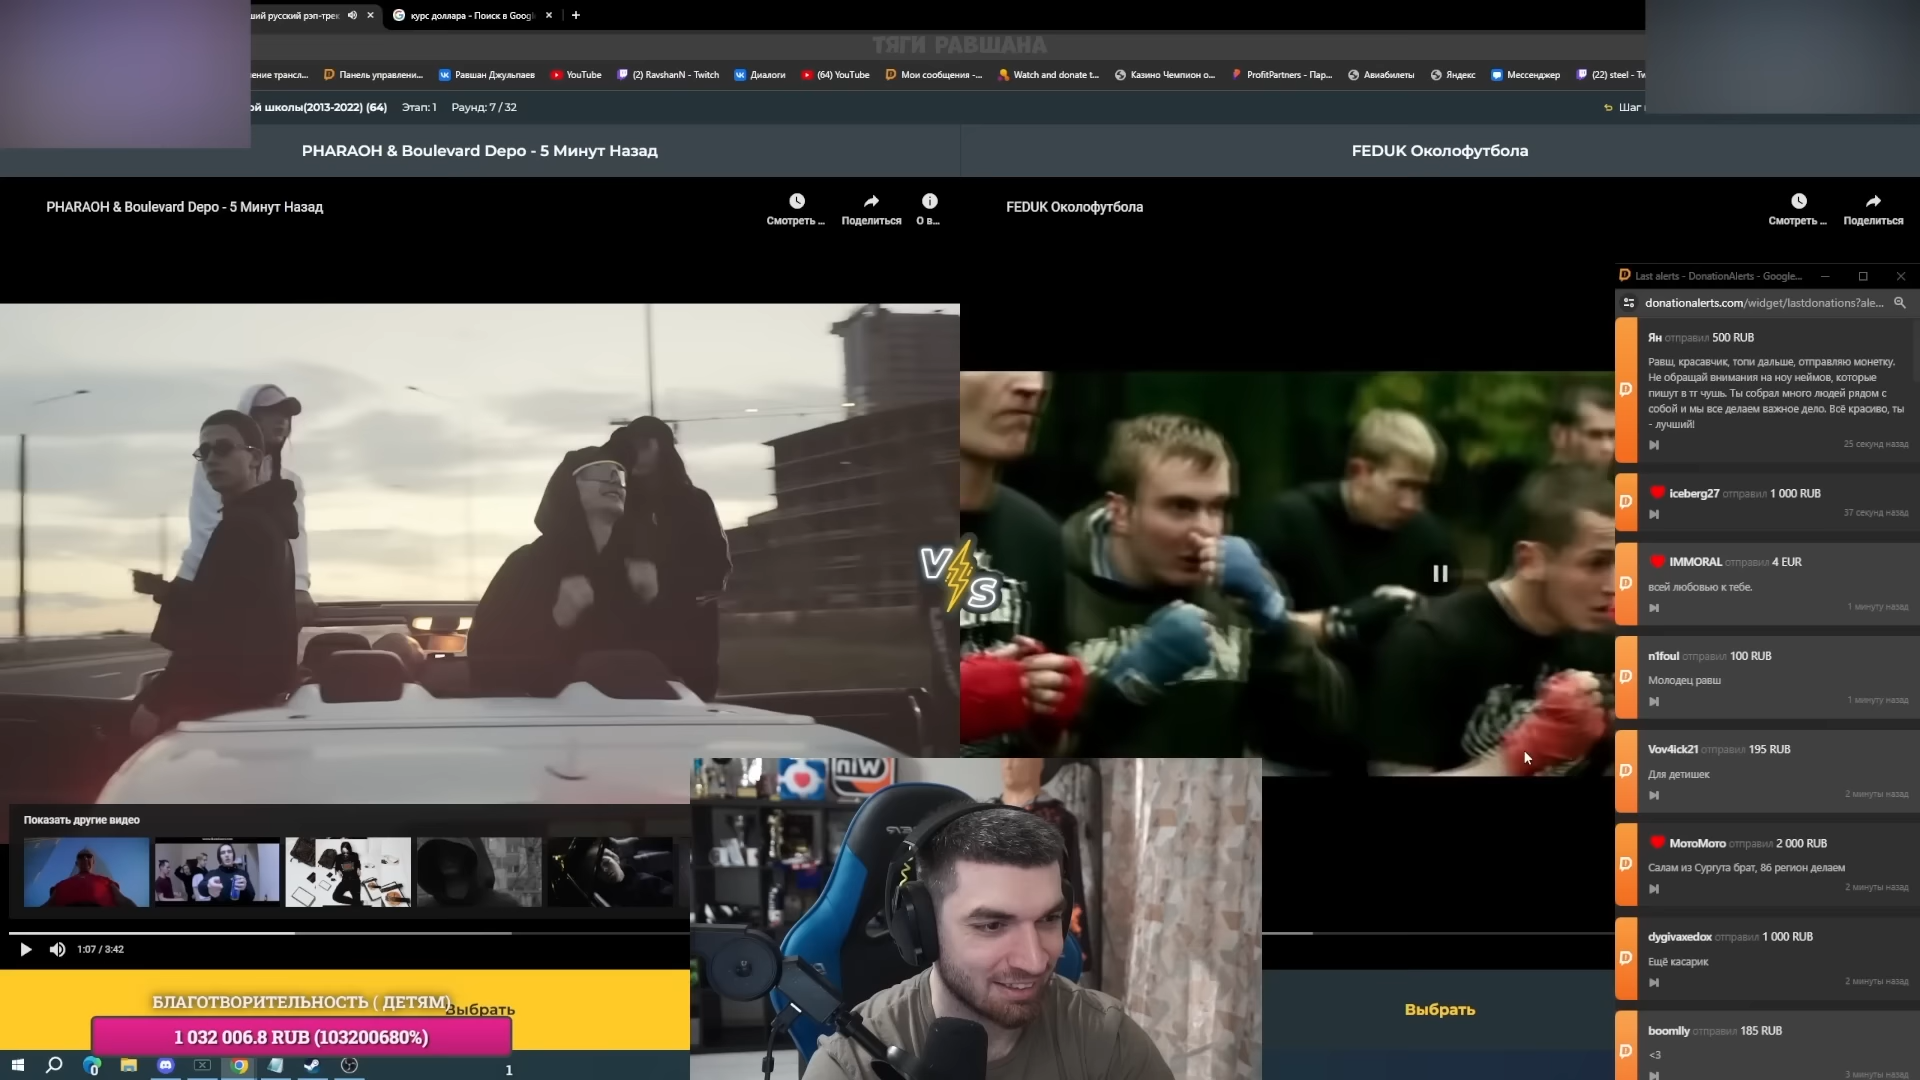 ший русский рэп-трек
курс доллара - Поиск в Googl
ТЯГИ РАВШАНА
ение трансл...
Панель управлени...
Равшан Джульпаев
YouTube
(2) RavshanN - Twitch
Диалоги
(64) YouTube
Мои сообщения -...
Watch and donate t...
Казино Чемпион о...
ProfitPartners - Пар...
Авиабилеты
Яндекс
Мессенджер
(22) steel - Tw
ой школы(2013-2022) (64)
Этап: 1
Раунд: 7 / 32
Шаг
PHARAOH & Boulevard Depo - 5 Минут Назад
FEDUK Околофутбола
PHARAOH & Boulevard Depo - 5 Минут Назад
Смотреть ...
Поделиться
О в...
FEDUK Околофутбола
Смотреть ...
Поделиться
Last alerts - DonationAlerts - Google...
donationalerts.com/widget/lastdonations?ale...
Ян отправил 500 RUB
Равш, красавчик, топи дальше, отправляю монетку.
Не обращай внимания на ноу неймов, которые
пишут в тг чушь. Ты собрал много людей рядом с
собой и мы все делаем важное дело. Всё красиво, ты
- лучший!
25 секунд назад
iceberg27 отправил 1 000 RUB
37 секунд назад
IMMORAL отправил 4 EUR
всей любовью к тебе.
1 минуту назад
n1foul отправил 100 RUB
Молодец равш
1 минуту назад
Vov4ick21 отправил 195 RUB
Для детишек
2 минуты назад
МотоМото отправил 2 000 RUB
Салам из Сургута брат, 86 регион делаем
2 минуты назад
dygivaxedox отправил 1 000 RUB
Ещё касарик
2 минуты назад
boomlly отправил 185 RUB
<3
3 минуты назад
VS
Показать другие видео
1:07 / 3:42
БЛАГОТВОРИТЕЛЬНОСТЬ ( ДЕТЯМ)
Выбрать
1 032 006.8 RUB (103200680%)
Выбрать
1